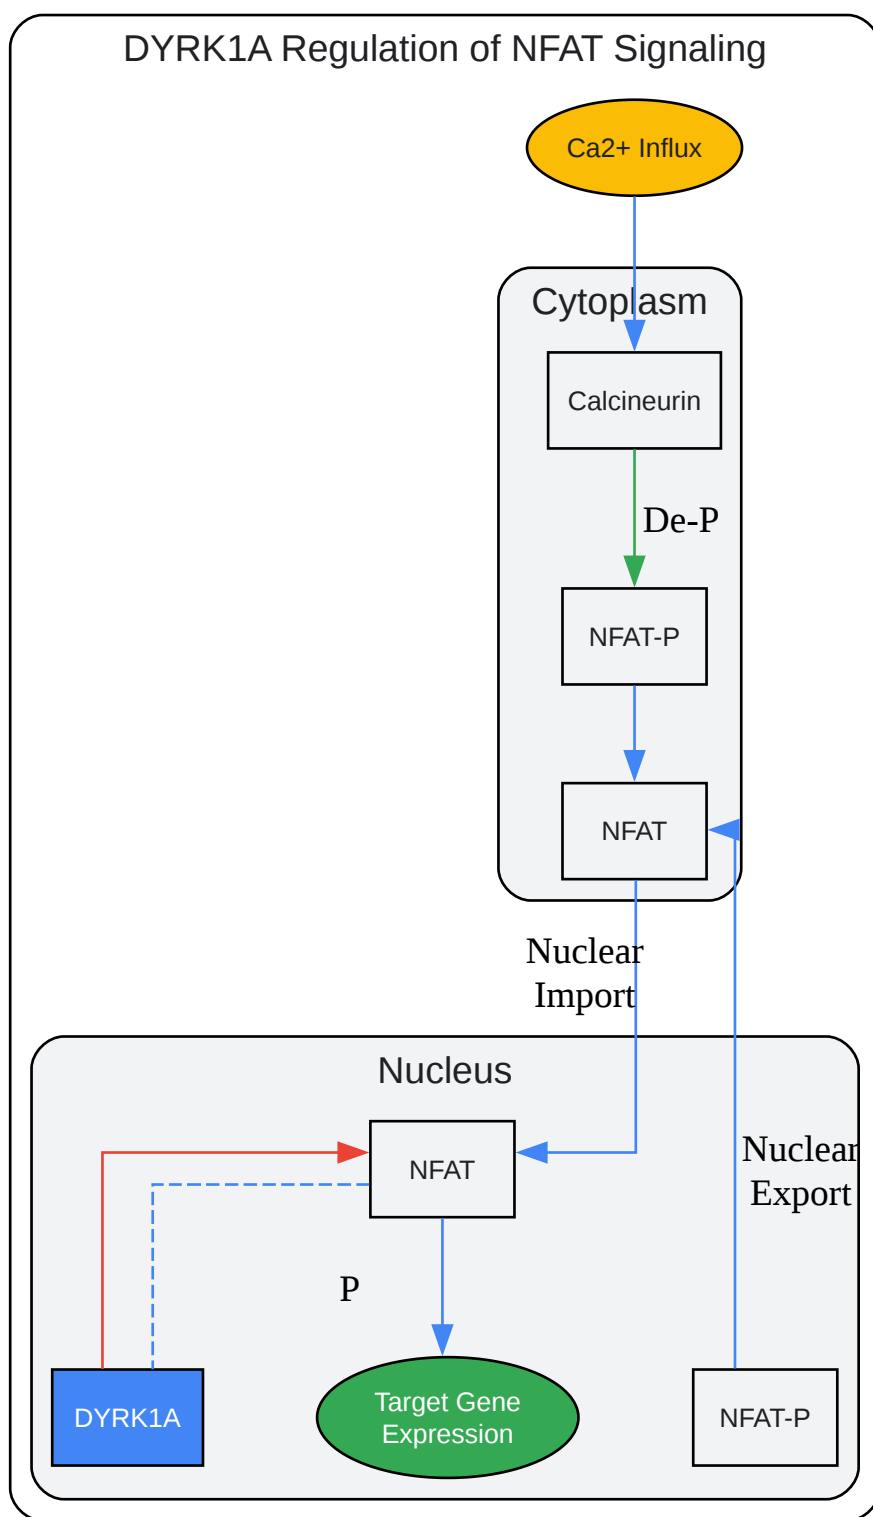 DYRK1A Regulation of NFAT Signaling
Ca2+ Influx
Cytoplasm
Calcineurin
De-P
NFAT-P
NFAT
Nuclear
Import
Nucleus
NFAT
Nuclear
Export
P
DYRK1A
Target Gene
Expression
NFAT-P